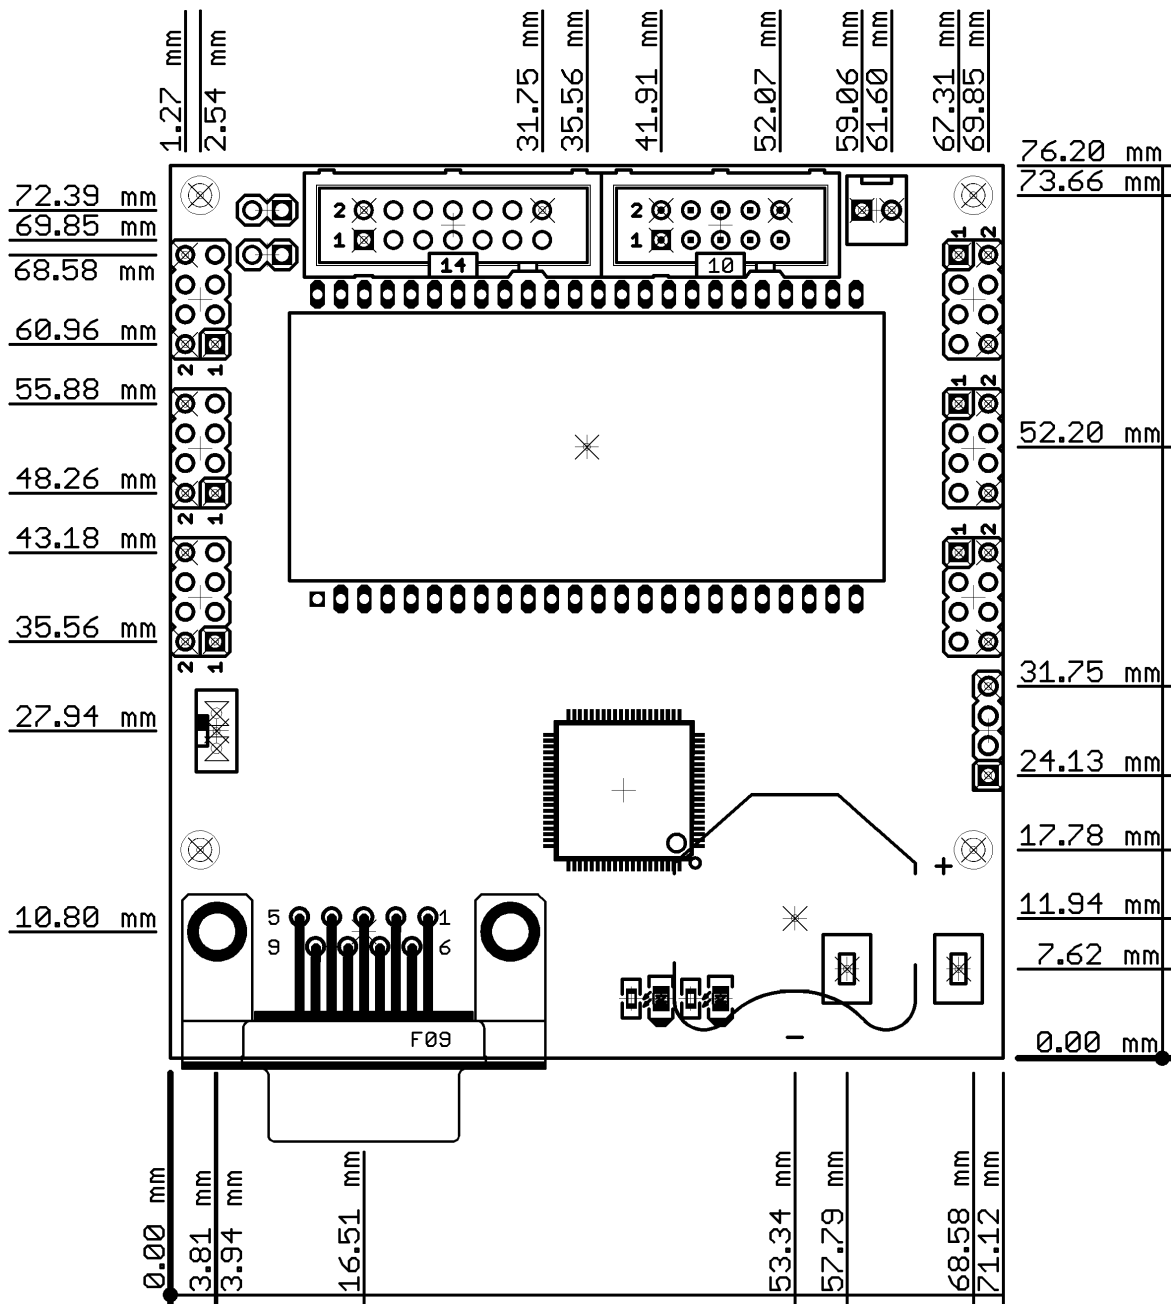 1.27 mm
2.54 mm
31.75 mm
35.56 mm
41.91 mm
52.07 mm
59.06 mm
61.60 mm
67.31 mm
69.85 mm
76.20 mm
73.66 mm
72.39 mm
69.85 mm
68.58 mm
60.96 mm
55.88 mm
48.26 mm
43.18 mm
35.56 mm
27.94 mm
10.80 mm
2
1
14
2
1
10
1 2
2 1
1 2
52.20 mm
2 1
1 2
2 1
31.75 mm
24.13 mm
17.78 mm
+
11.94 mm
7.62 mm
0.00 mm
5 1
9 6
F09
-
0.00 mm
3.81 mm
3.94 mm
16.51 mm
53.34 mm
57.79 mm
68.58 mm
71.12 mm